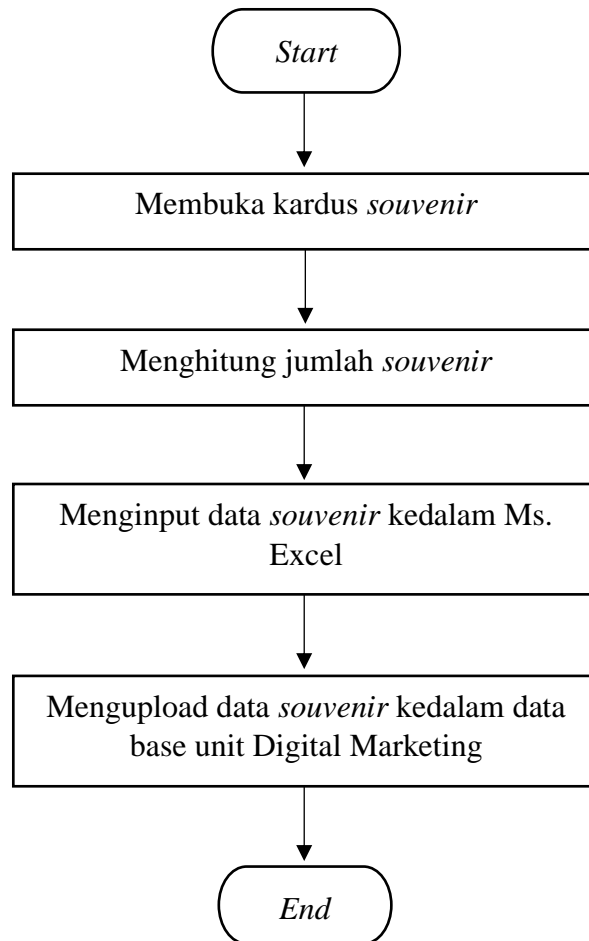 Start
Membuka kardus souvenir
Menghitung jumlah souvenir
Menginput data souvenir kedalam Ms.
Excel
Mengupload data souvenir kedalam data
base unit Digital Marketing
End